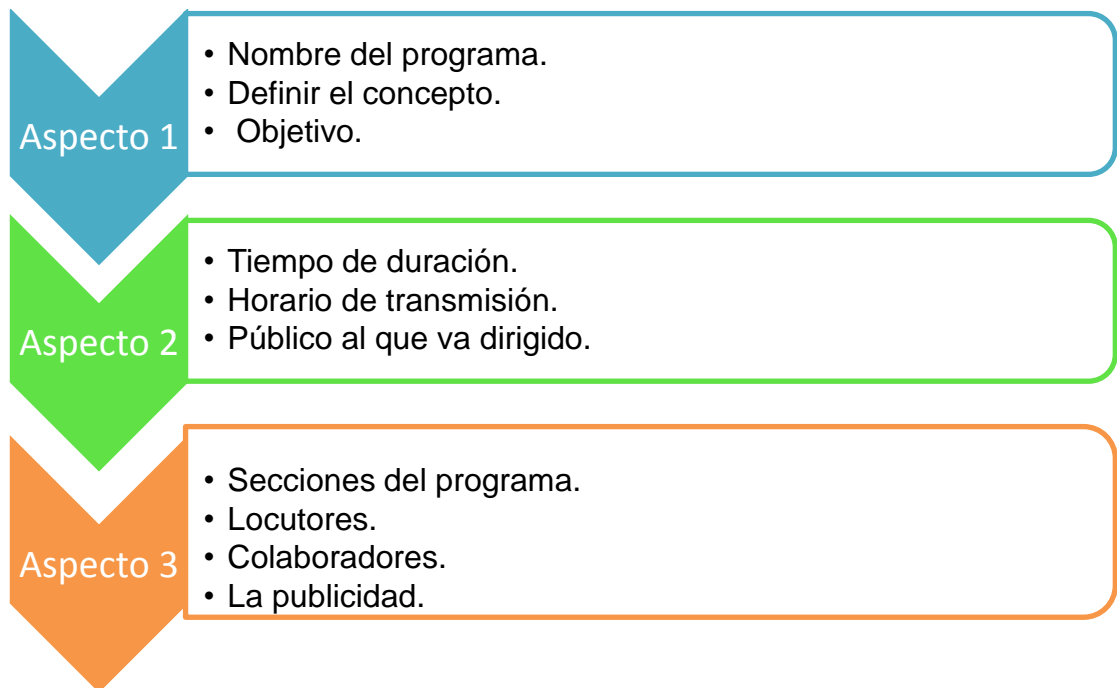 Aspecto 1
• Nombre del programa.
• Definir el concepto.
• Objetivo.
Aspecto 2
• Tiempo de duración.
• Horario de transmisión.
• Público al que va dirigido.
Aspecto 3
• Secciones del programa.
• Locutores.
• Colaboradores.
• La publicidad.